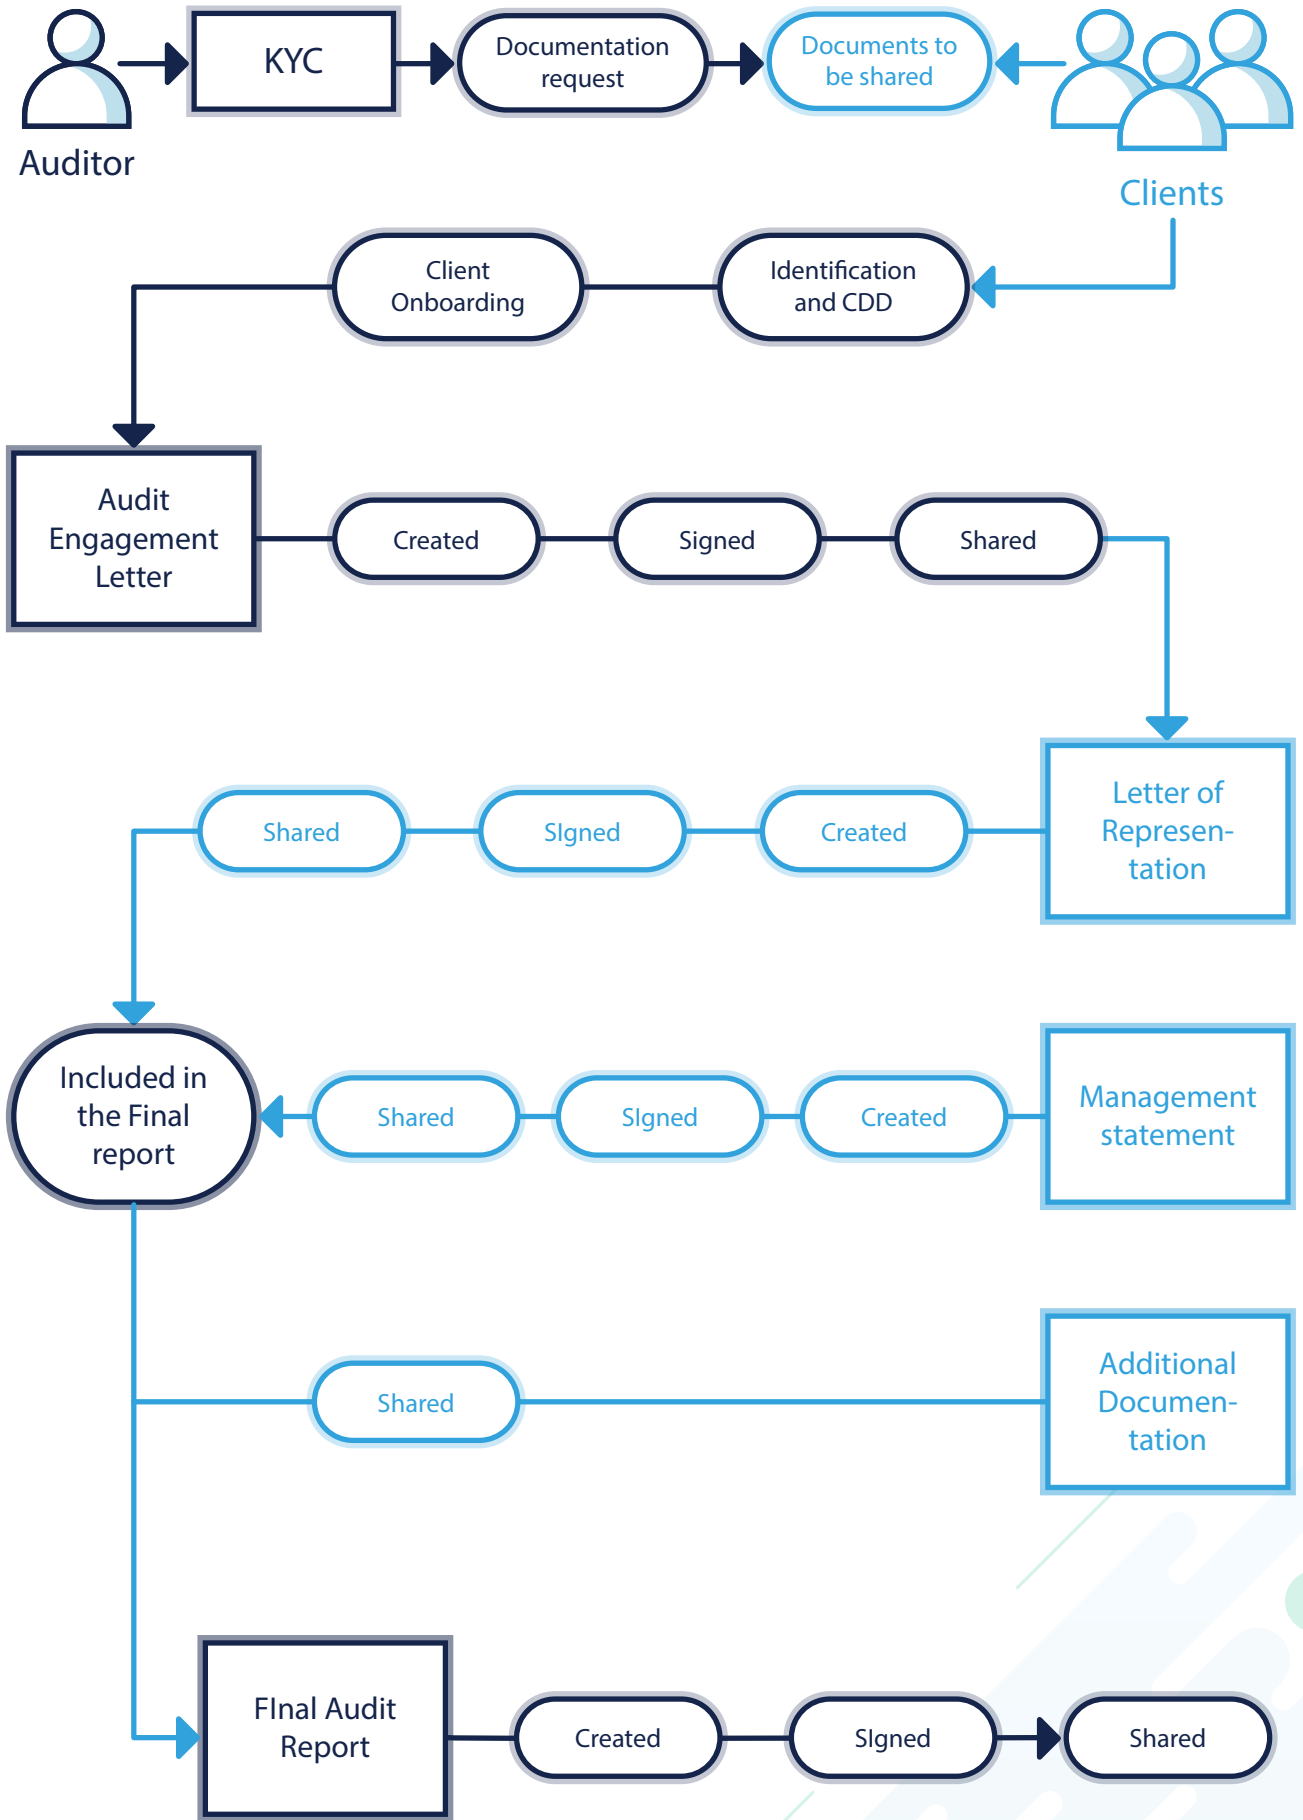 KYC
Documentation
request
Documents to
be shared
Auditor
Clients
Client
Onboarding
Identification
and CDD
Audit
Engagement
Letter
Created
Signed
Shared
Shared
SIgned
Created
Letter of
Represen-
tation
Included in
the Final
report
Shared
SIgned
Created
Management
statement
Shared
Additional
Documen-
tation
FInal Audit
Report
Created
SIgned
Shared